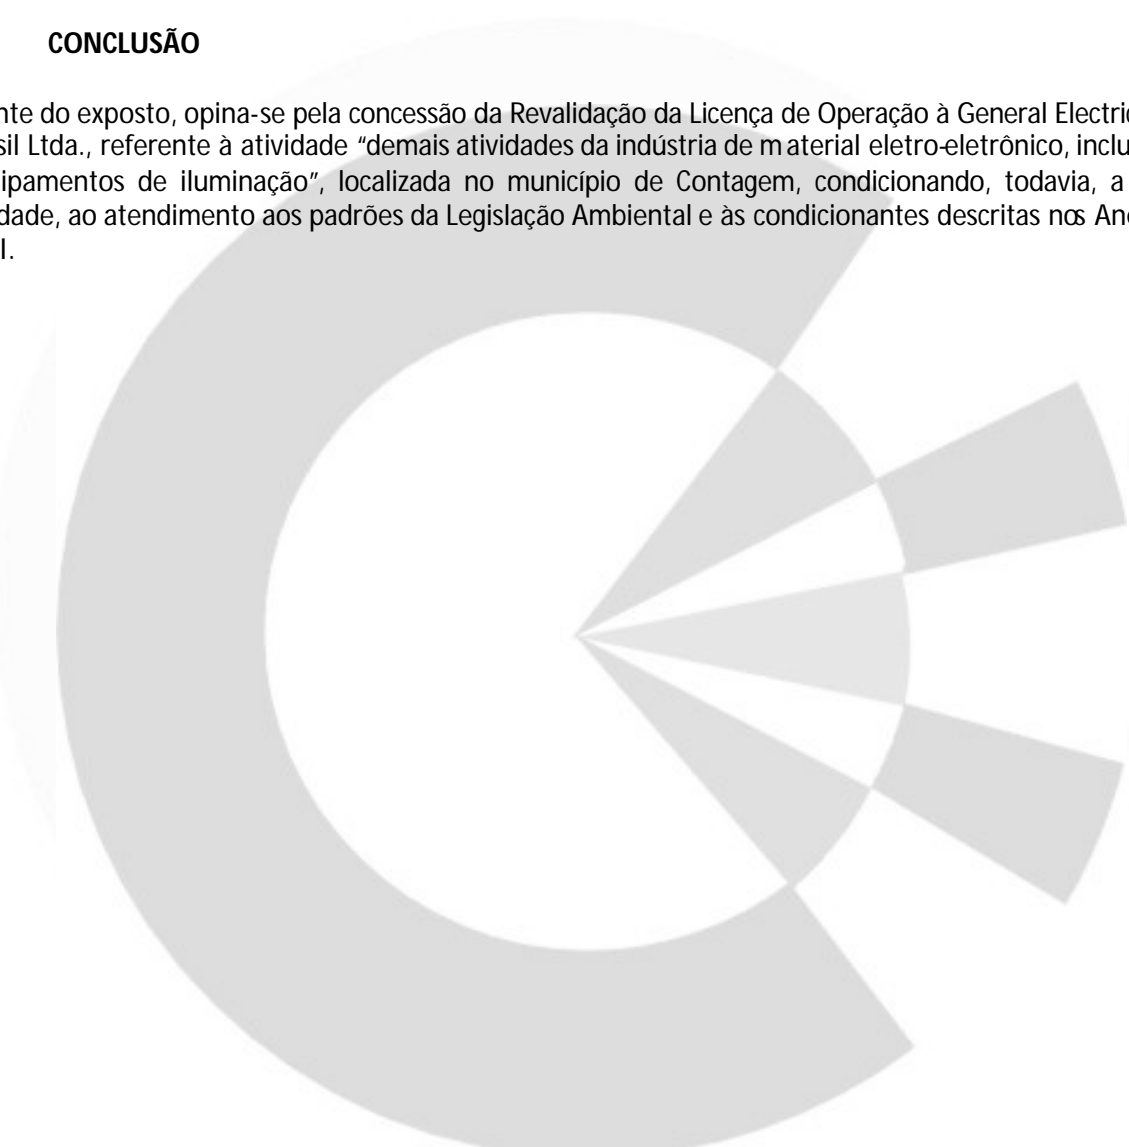 CONCLUSÃO
nte do exposto, opina-se pela concessão da Revalidação da Licença de Operação à General Electri
sil Ltda., referente à atividade “demais atividades da indústria de material eletro-eletrônico, inclu
ipamentos de iluminação”, localizada no município de Contagem, condicionando, todavia, a
dade, ao atendimento aos padrões da Legislação Ambiental e às condicionantes descritas nos An
I.